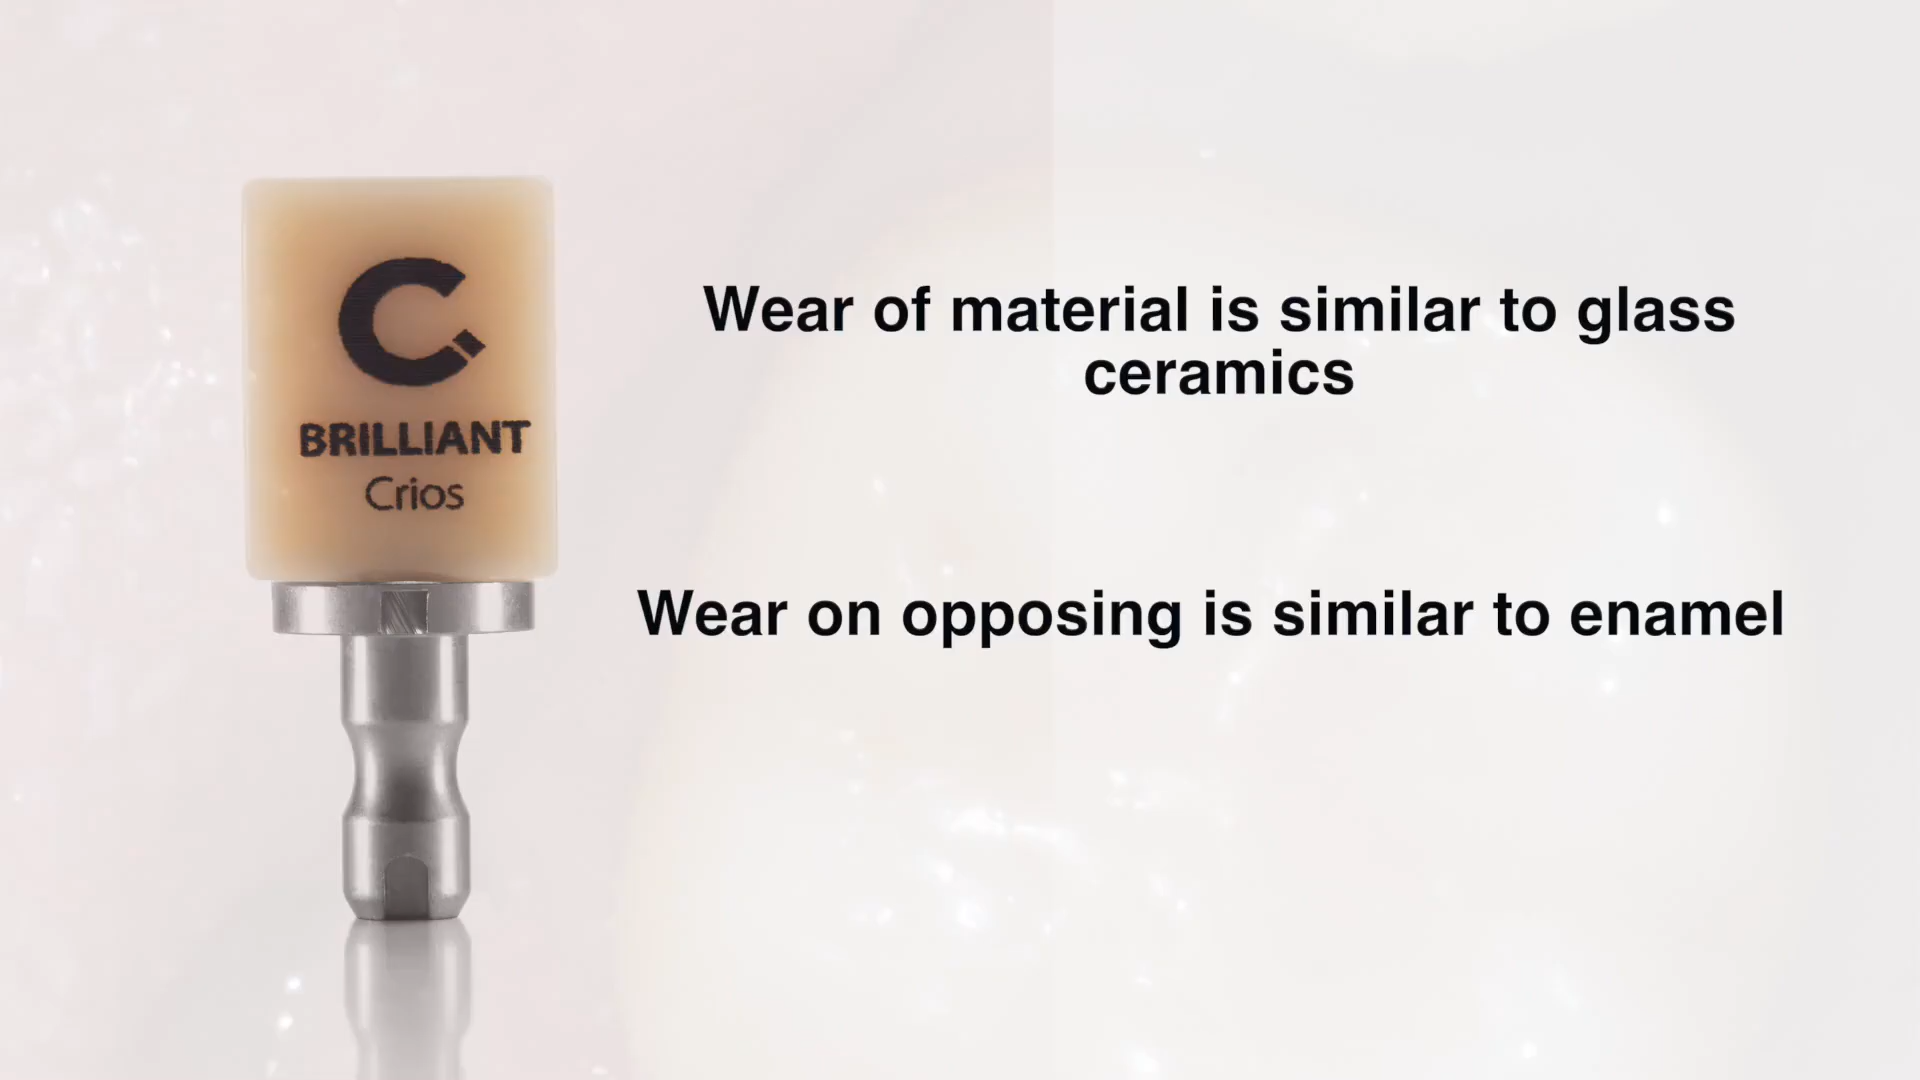 BRILLIANT
Crios
Wear of material is similar to glass
ceramics
Wear on opposing is similar to enamel